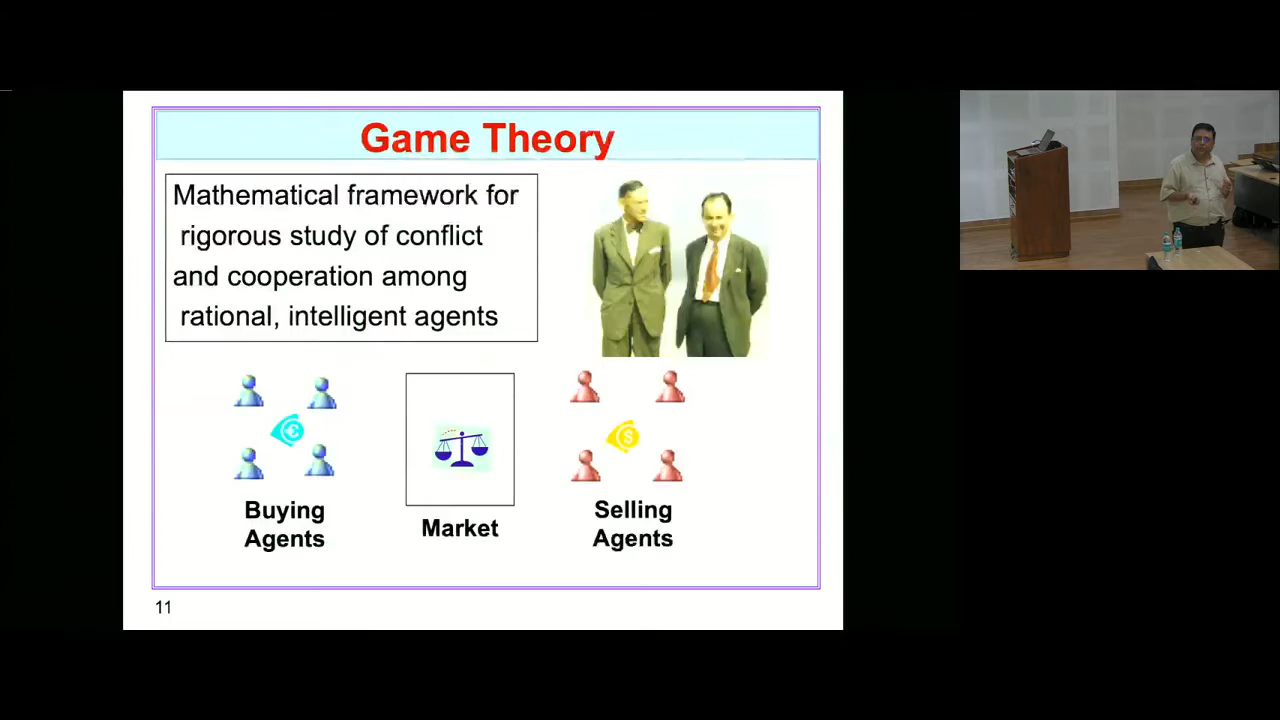 Game Theory
Mathematical framework for
rigorous study of conflict
and cooperation among
rational, intelligent agents
€
$
Buying
Agents
Market
Selling
Agents
11